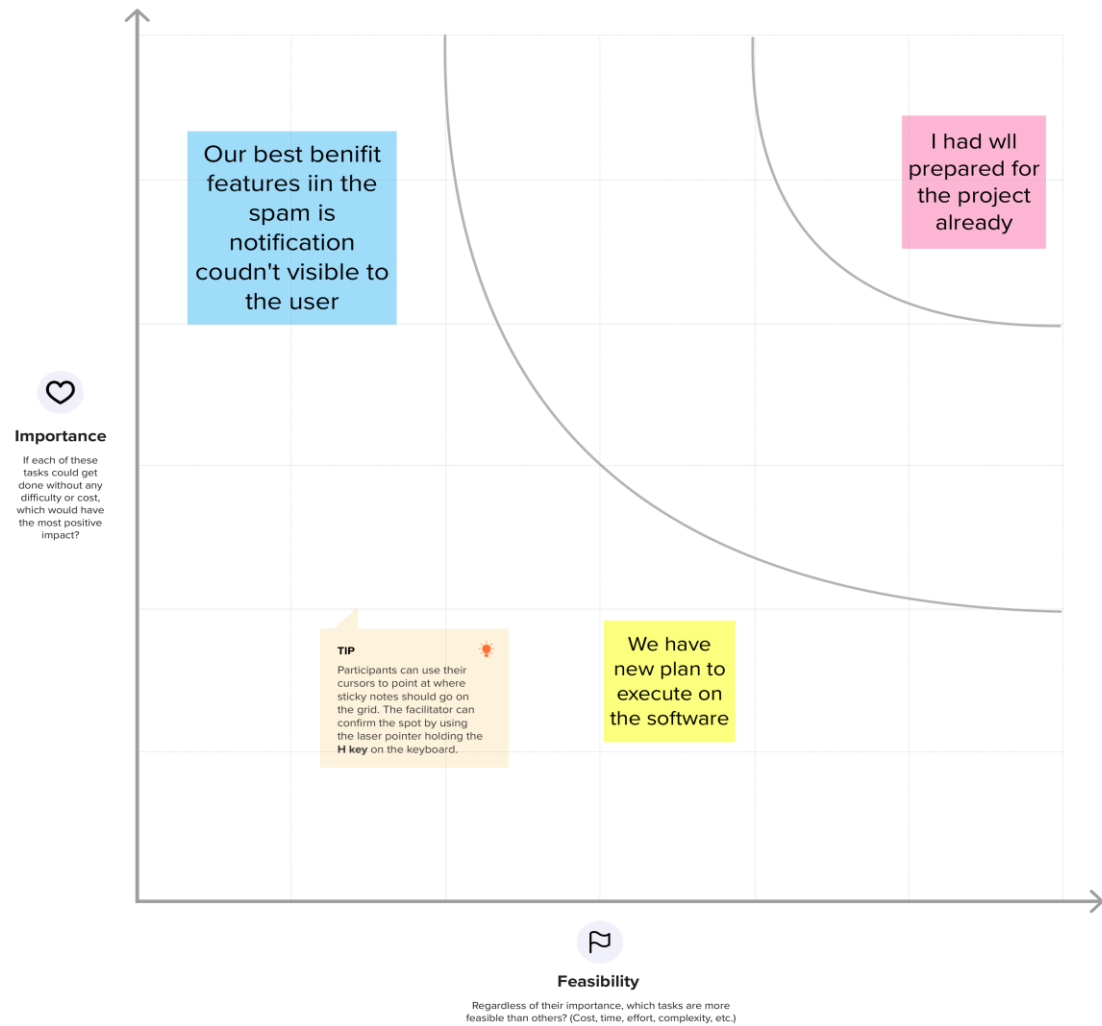 Our best benifit
features iin the
spam is
notification
coudn't visible to
the user
I had wll
prepared for
the project
already
Importance
If each of these
tasks could get
done without any
difficulty or cost,
which would have
the most positive
impact?
TIP
Participants can use their
cursors to point at where
sticky notes should go on
the grid. The facilitator can
confirm the spot by using
the laser pointer holding the
H key on the keyboard.
We have
new plan to
execute on
the software
Feasibility
Regardless of their importance, which tasks are more
feasible than others? (Cost, time, effort, complexity, etc.)